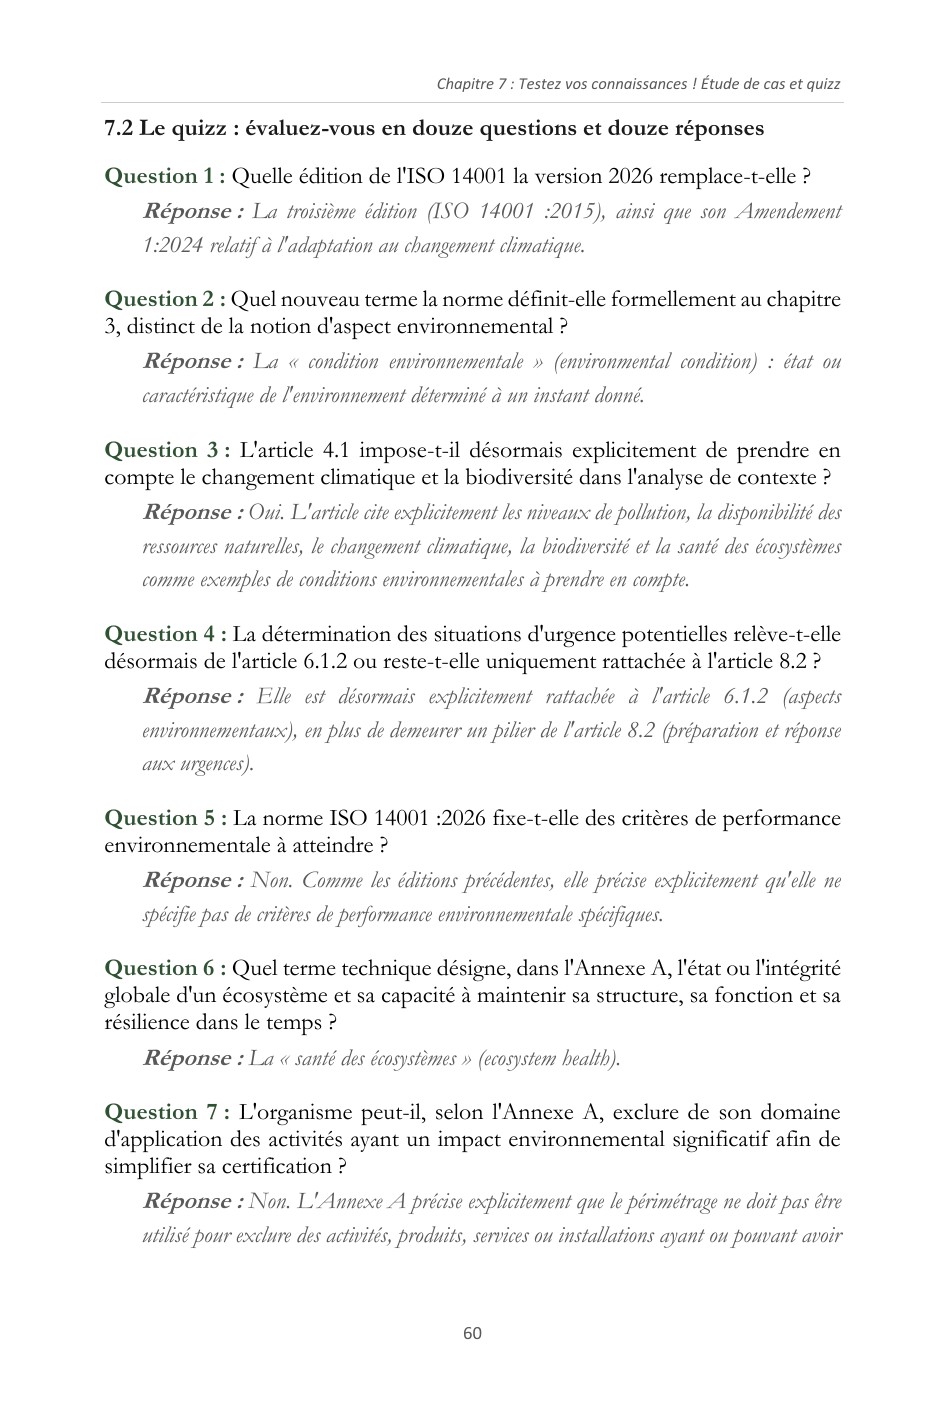 Chapitre 7 : Testez vos connaissances ! Étude de cas et quizz
7.2 Le quizz : évaluez-vous en douze questions et douze réponses
Question 1 : Quelle édition de l'ISO 14001 la version 2026 remplace-t-elle ?
Réponse : La troisième édition (ISO 14001 :2015), ainsi que son Amendement
1:2024 relatif à l'adaptation au changement climatique.
Question 2 : Quel nouveau terme la norme définit-elle formellement au chapitre
3, distinct de la notion d'aspect environnemental ?
Réponse : La « condition environnementale » (environmental condition) : état ou
caractéristique de l'environnement déterminé à un instant donné.
Question 3 : L'article 4.1 impose-t-il désormais explicitement de prendre en
compte le changement climatique et la biodiversité dans l'analyse de contexte ?
Réponse : Oui. L'article cite explicitement les niveaux de pollution, la disponibilité des
ressources naturelles, le changement climatique, la biodiversité et la santé des écosystèmes
comme exemples de conditions environnementales à prendre en compte.
Question 4 : La détermination des situations d'urgence potentielles relève-t-elle
désormais de l'article 6.1.2 ou reste-t-elle uniquement rattachée à l'article 8.2 ?
Réponse : Elle est désormais explicitement rattachée à l'article 6.1.2 (aspects
environnementaux), en plus de demeurer un pilier de l'article 8.2 (préparation et réponse
aux urgences).
Question 5 : La norme ISO 14001 :2026 fixe-t-elle des critères de performance
environnementale à atteindre ?
Réponse : Non. Comme les éditions précédentes, elle précise explicitement qu'elle ne
spécifie pas de critères de performance environnementale spécifiques.
Question 6 : Quel terme technique désigne, dans l'Annexe A, l'état ou l'intégrité
globale d'un écosystème et sa capacité à maintenir sa structure, sa fonction et sa
résilience dans le temps ?
Réponse : La « santé des écosystèmes » (ecosystem health).
Question 7 : L'organisme peut-il, selon l'Annexe A, exclure de son domaine
d'application des activités ayant un impact environnemental significatif afin de
simplifier sa certification ?
Réponse : Non. L'Annexe A précise explicitement que le périmétrage ne doit pas être
utilisé pour exclure des activités, produits, services ou installations ayant ou pouvant avoir
60